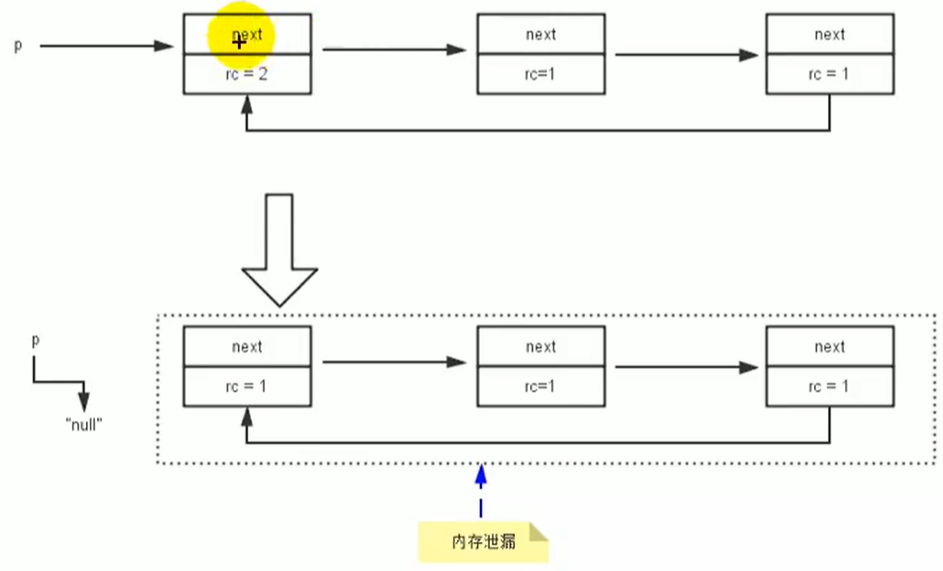 p
next
next
next
rc = 2
rc=1
rc = 1
p
next
next
next
rc = 1
rc=1
rc = 1
"null"
内存泄漏